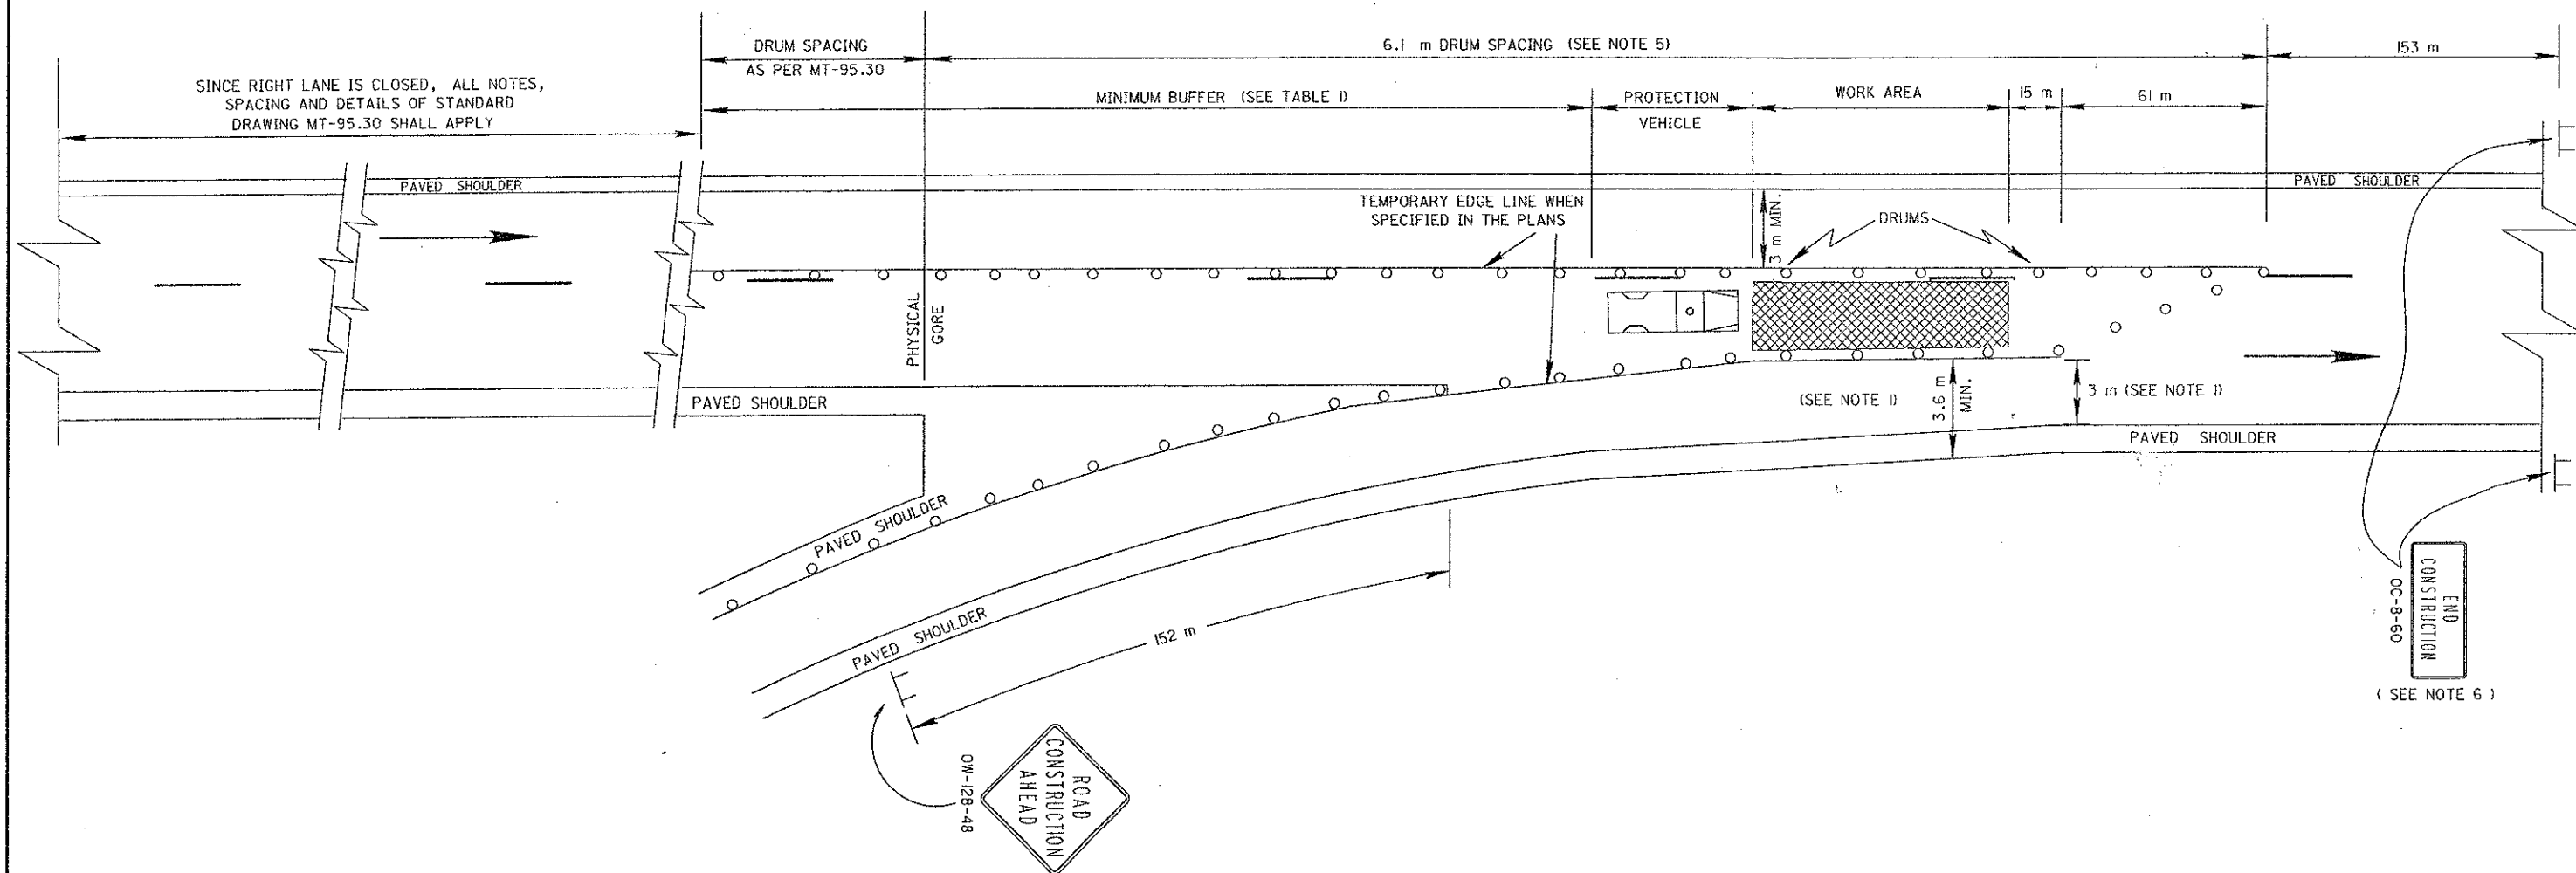 DRUM SPACING
AS PER MT-95.30
6.1 m DRUM SPACING (SEE NOTE 5)
153 m
SINCE RIGHT LANE IS CLOSED, ALL NOTES,
SPACING AND DETAILS OF STANDARD
DRAWING MT-95.30 SHALL APPLY
MINIMUM BUFFER (SEE TABLE I)
PROTECTION
VEHICLE
WORK AREA
15 m
61 m
PAVED SHOULDER
PAVED SHOULDER
TEMPORARY EDGE LINE WHEN
SPECIFIED IN THE PLANS
3 m MIN.
DRUMS
PHYSICAL
GORE
PAVED SHOULDER
(SEE NOTE I)
3.6 m
MIN.
3 m (SEE NOTE I)
PAVED SHOULDER
PAVED SHOULDER
PAVED SHOULDER
152 m
END
CONSTRUCTION
OC-8-60
( SEE NOTE 6 )
ROAD
CONSTRUCTION
AHEAD
OW-128-48